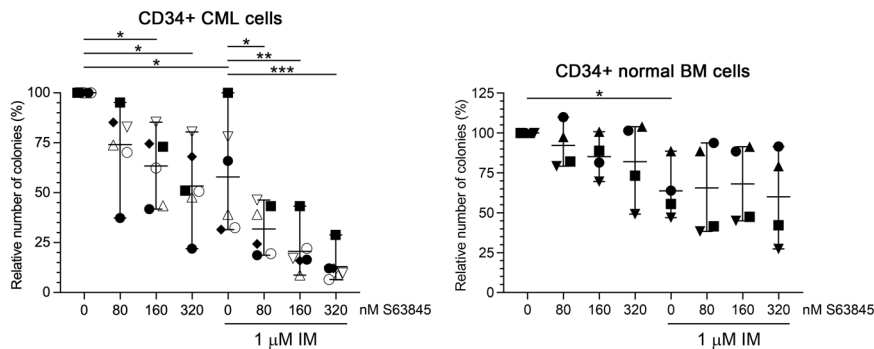 CD34+ CML cells
* * * * ** ***
Relative number of colonies (%)
100
75
50
25
0
0 80 160 320 0 80 160 320 nM S63845
1 μM IM
CD34+ normal BM cells
*
Relative number of colonies (%)
125
100
75
50
25
0
0 80 160 320 0 80 160 320 nM S63845
1 μM IM